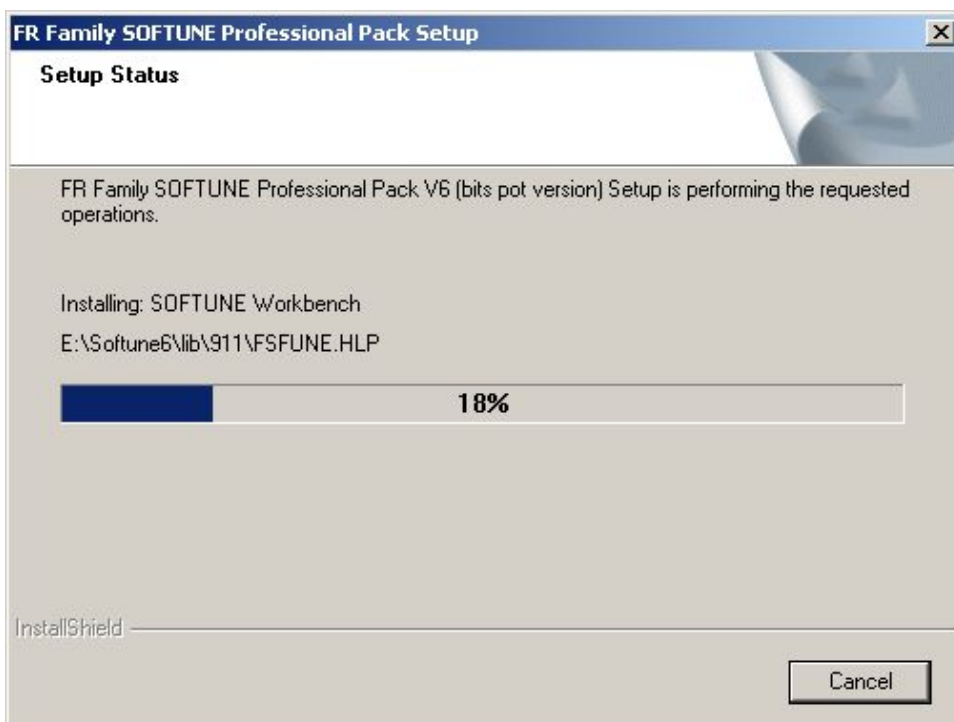 FR Family SOFTUNE Professional Pack Setup
Setup Status
FR Family SOFTUNE Professional Pack V6 (bits pot version) Setup is performing the requested
operations.
Installing: SOFTUNE Workbench
E:\Softune6\lib\911\FSFUNE.HLP
18%
InstallShield
Cancel